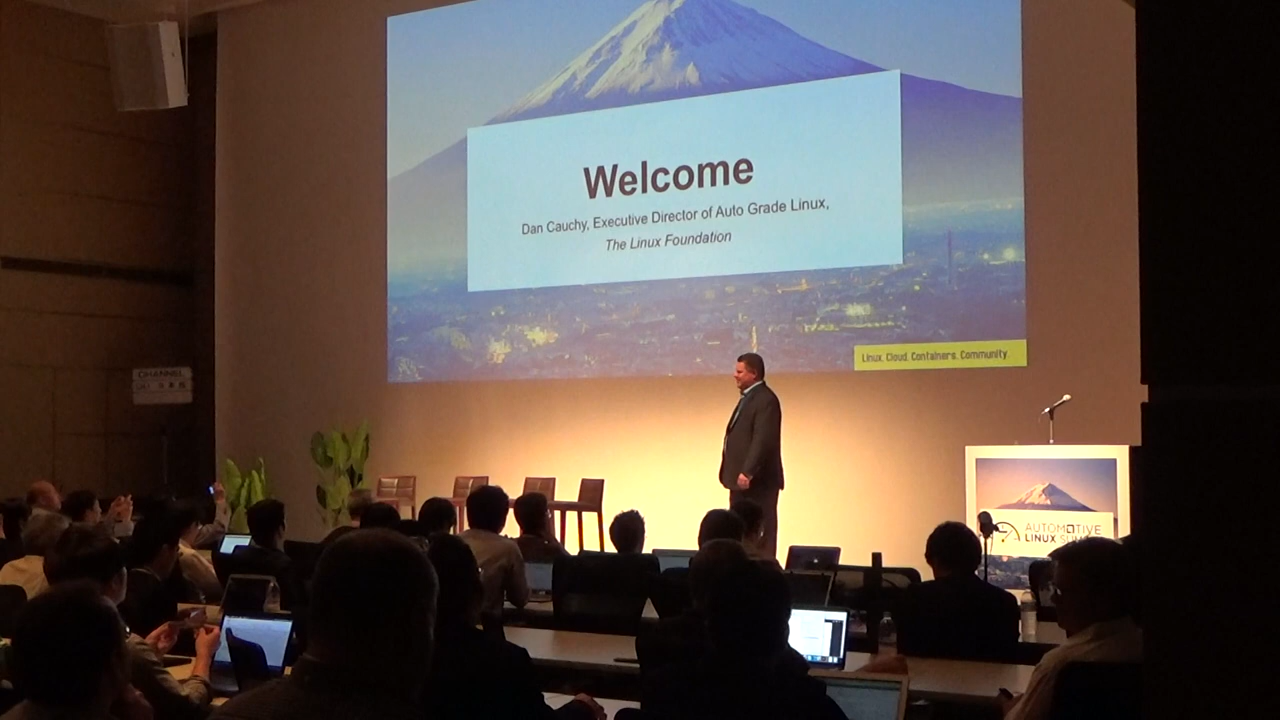 Welcome
Dan Cauchy, Executive Director of Auto Grade Linux,
The Linux Foundation
Linux. Cloud. Containers. Community.
CHANNEL
AUTOMOTIVE
LINUX